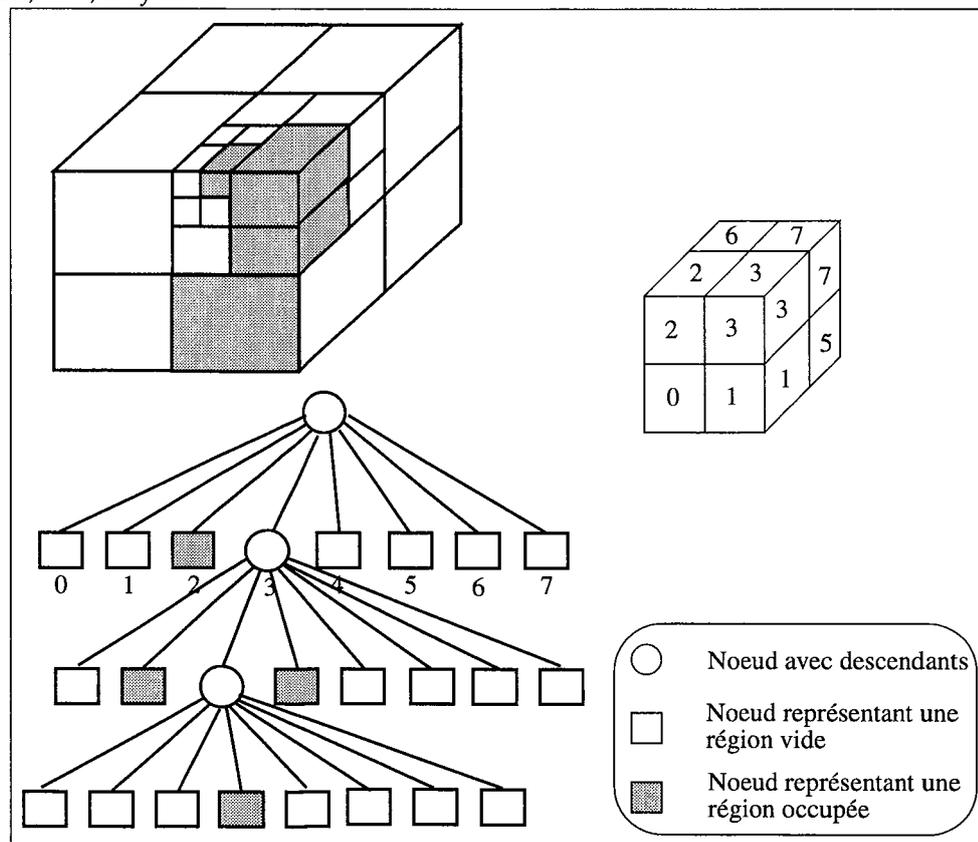 6 7
2 3
7
2 3 3
5
0 1 1
0 1 2 3 4 5 6 7
Noeud avec descendants
Noeud représentant une
région vide
Noeud représentant une
région occupée